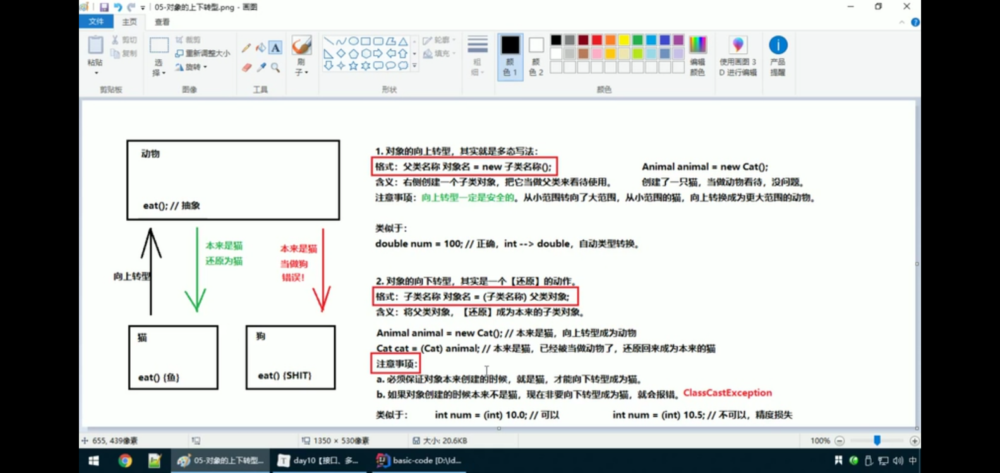 05-对象的上下转型.png - 画图
文件 主页 查看
粘贴
剪切
复制
剪贴板
选择
裁剪
重新调整大小
旋转
图像
A
工具
刷子
形状
轮廓
填充
粗细
颜色 1
颜色 2
颜色
编辑颜色
使用画图 3D 进行编辑
产品提醒
动物
eat(); // 抽象
向上转型
本来是猫
还原为猫
本来是猫
当做狗
错误!
猫
eat() {鱼}
狗
eat() {SHIT}
1. 对象的向上转型，其实就是多态写法：
格式：父类名称 对象名 = new 子类名称(); Animal animal = new Cat();
含义：右侧创建一个子类对象，把它当做父类来看待使用。 创建了一只猫，当做动物看待，没问题。
注意事项：向上转型一定是安全的。从小范围转向了大范围，从小范围的猫，向上转换成为更大范围的动物。
类似于：
double num = 100; // 正确，int --> double，自动类型转换。
2. 对象的向下转型，其实是一个【还原】的动作。
格式：子类名称 对象名 = (子类名称) 父类对象;
含义：将父类对象，【还原】成为本来的子类对象。
Animal animal = new Cat(); // 本来是猫，向上转型成为动物
Cat cat = (Cat) animal; // 本来是猫，已经被当做动物了，还原回来成为本来的猫
注意事项：
a. 必须保证对象本来创建的时候，就是猫，才能向下转型成为猫。
b. 如果对象创建的时候本来不是猫，现在非要向下转型成为猫，就会报错。 ClassCastException
类似于： int num = (int) 10.0; // 可以 int num = (int) 10.5; // 不可以，精度损失
655, 439像素 1350 × 530像素 大小: 20.6KB 100%
05-对象的上下转型... day10【接口、多... basic-code [D:\Id... 中